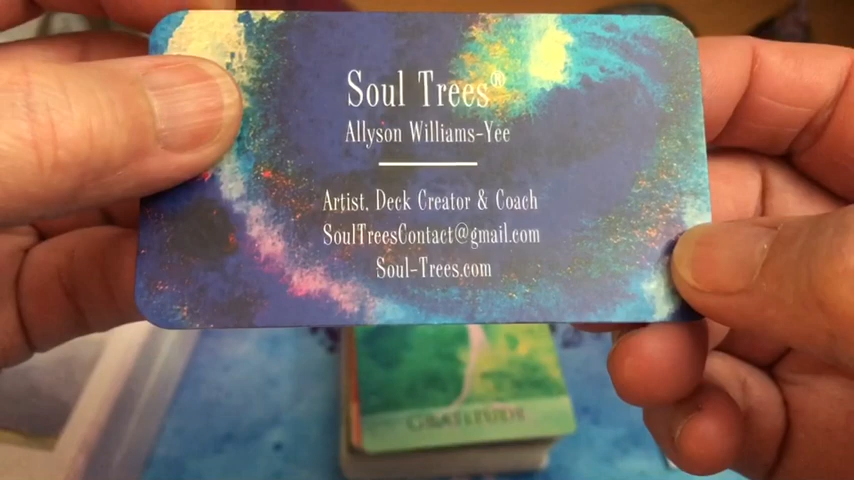 Soul Trees®
Allyson Williams-Yee
Artist, Deck Creator & Coach
SoulTreesContact@gmail.com
Soul-Trees.com
GRATITUDE